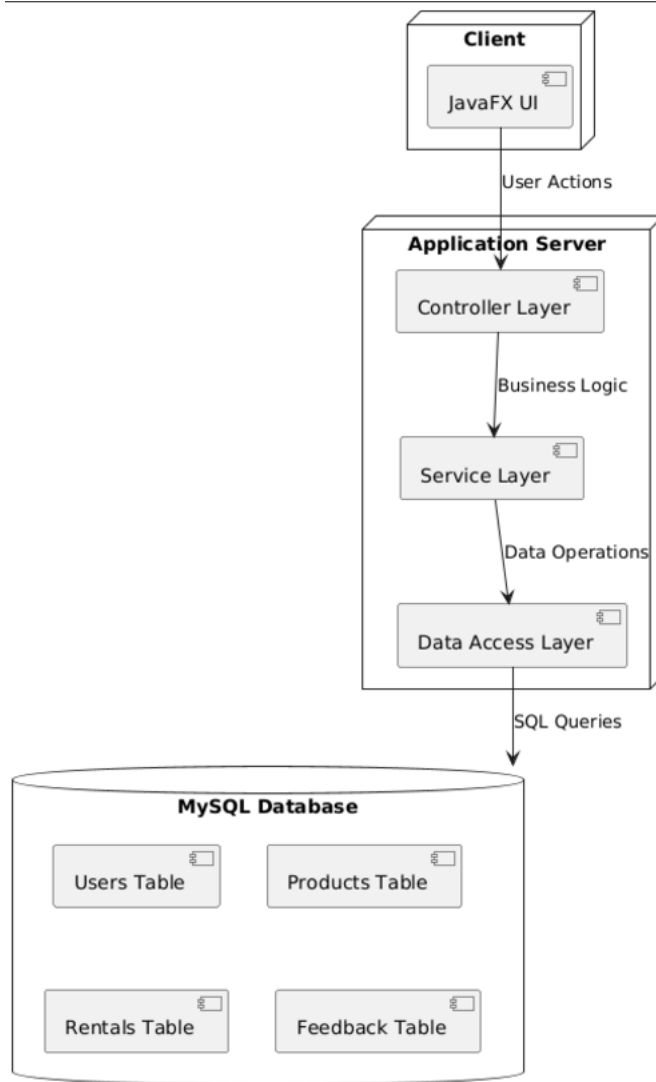 Client
JavaFX UI
User Actions
Application Server
Controller Layer
Business Logic
Service Layer
Data Operations
Data Access Layer
SQL Queries
MySQL Database
Users Table
Products Table
Rentals Table
Feedback Table